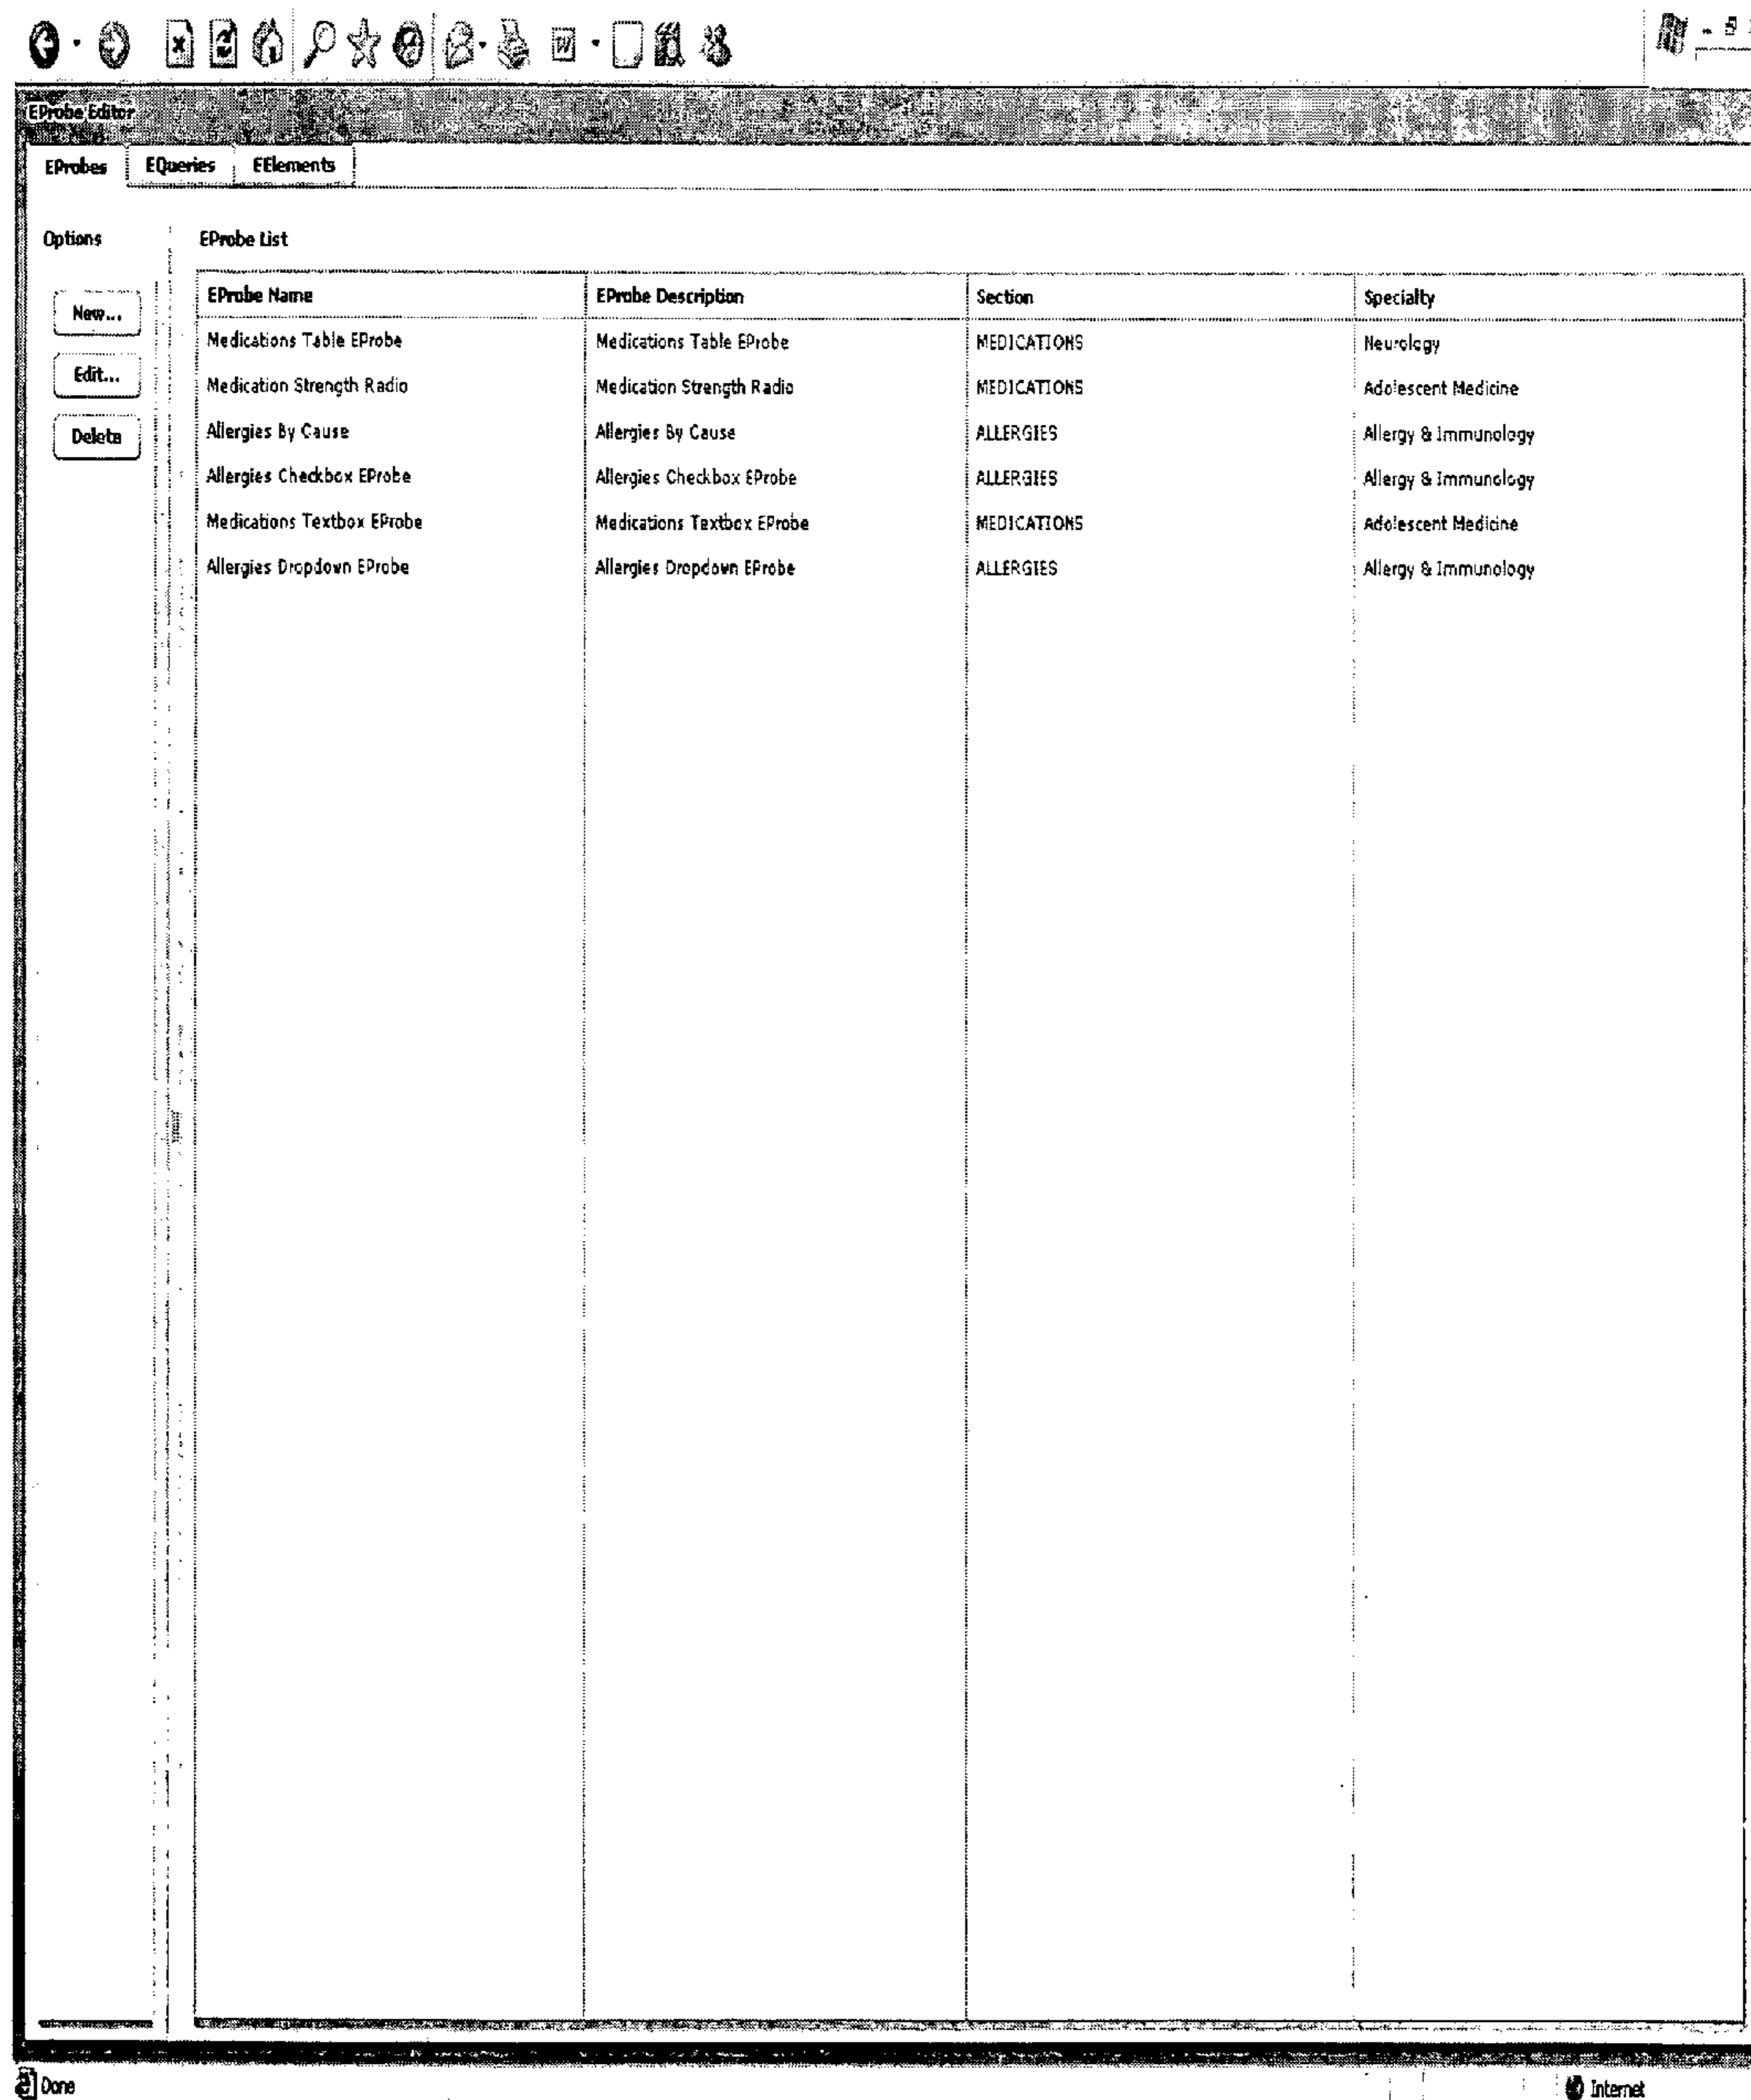 EProbe Editor
EProbes EQueries EElements
Options EProbe List
EProbe Name EProbe Description Section Specialty
New...
Medications Table EProbe Medications Table EProbe MEDICATIONS Neurology
Edit...
Medication Strength Radio Medication Strength Radio MEDICATIONS Adolescent Medicine
Delete
Allergies By Cause Allergies By Cause ALLERGIES Allergy & Immunology
Allergies Checkbox EProbe Allergies Checkbox EProbe ALLERGIES Allergy & Immunology
Medications Textbox EProbe Medications Textbox EProbe MEDICATIONS Adolescent Medicine
Allergies Dropdown EProbe Allergies Dropdown EProbe ALLERGIES Allergy & Immunology
Done Internet